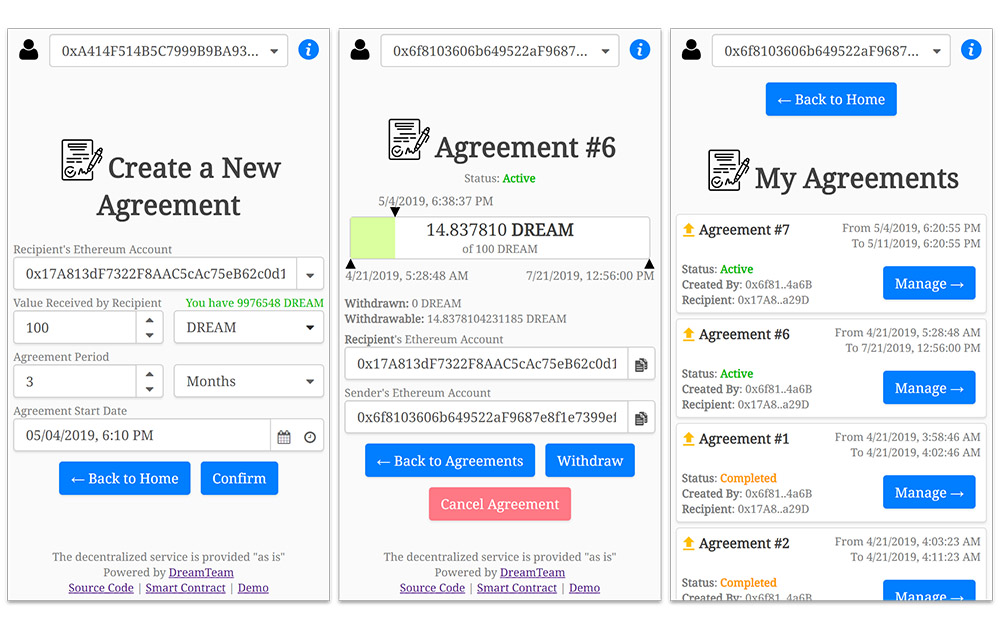 0xA414F514B5C7999B9BA93...
Create a New
Agreement
Recipient's Ethereum Account
0x17A813dF7322F8AAC5cAc75eB62c0d1
Value Received by Recipient You have 9976548 DREAM
100 DREAM
Agreement Period
3 Months
Agreement Start Date
05/04/2019, 6:10 PM
← Back to Home Confirm
The decentralized service is provided "as is"
Powered by DreamTeam
Source Code | Smart Contract | Demo
0x6f8103606b649522aF9687...
Agreement #6
Status: Active
5/4/2019, 6:38:37 PM
14.837810 DREAM
of 100 DREAM
4/21/2019, 5:28:48 AM 7/21/2019, 12:56:00 PM
Withdrawn: 0 DREAM
Withdrawable: 14.8378104231185 DREAM
Recipient's Ethereum Account
0x17A813dF7322F8AAC5cAc75eB62c0d1
Sender's Ethereum Account
0x6f8103606b649522aF9687e8f1e7399ef
← Back to Agreements Withdraw
Cancel Agreement
The decentralized service is provided "as is"
Powered by DreamTeam
Source Code | Smart Contract | Demo
0x6f8103606b649522aF9687...
← Back to Home
My Agreements
Agreement #7 From 5/4/2019, 6:20:55 PM
To 5/11/2019, 6:20:55 PM
Status: Active
Created By: 0x6f81..4a6B
Recipient: 0x17A8..a29D
Manage →
Agreement #6 From 4/21/2019, 5:28:48 AM
To 7/21/2019, 12:56:00 PM
Status: Active
Created By: 0x6f81..4a6B
Recipient: 0x17A8..a29D
Manage →
Agreement #1 From 4/21/2019, 3:58:46 AM
To 4/21/2019, 4:02:46 AM
Status: Completed
Created By: 0x6f81..4a6B
Recipient: 0x17A8..a29D
Manage →
Agreement #2 From 4/21/2019, 4:03:23 AM
To 4/21/2019, 4:11:23 AM
Status: Completed
Created By: 0x6f81..4a6B
Manage →